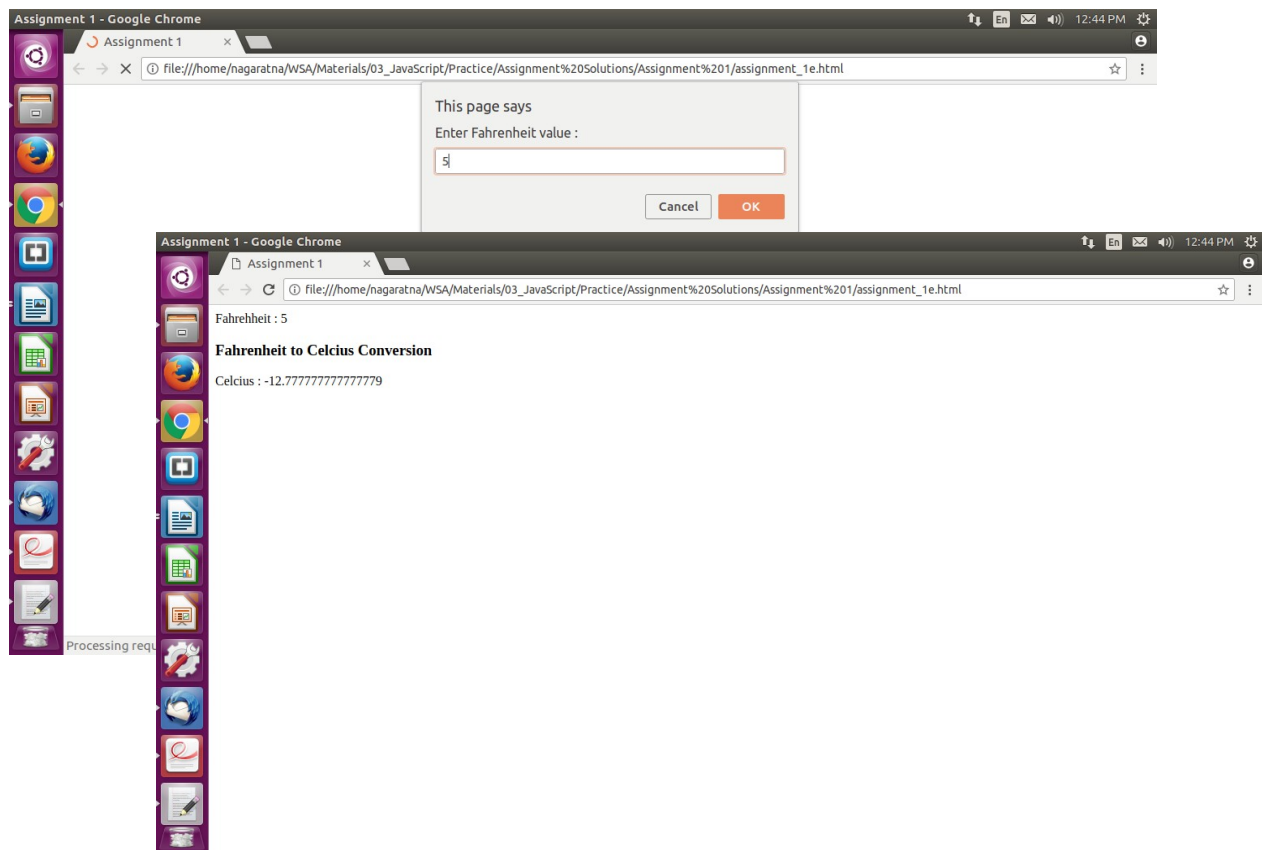 Assignment 1 - Google Chrome
En
12:44 PM
Assignment 1
file:///home/nagaratna/WSA/Materials/03_JavaScript/Practice/Assignment%20Solutions/Assignment%201/assignment_1e.html
This page says
Enter Fahrenheit value :
5
Cancel
OK
Processing requ
Assignment 1 - Google Chrome
En
12:44 PM
Assignment 1
file:///home/nagaratna/WSA/Materials/03_JavaScript/Practice/Assignment%20Solutions/Assignment%201/assignment_1e.html
Fahrehheit : 5
Fahrenheit to Celcius Conversion
Celcius : -12.777777777777779